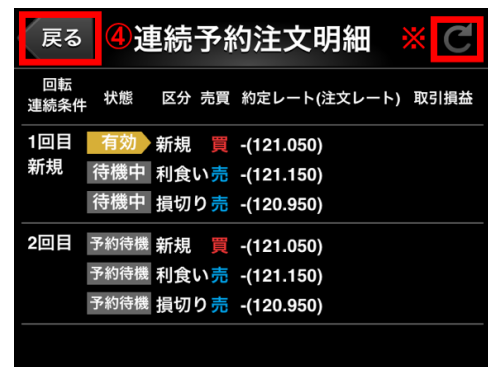 戻る ④連続予約注文明細 ※
回転
連続条件 状態 区分 売買 約定レート(注文レート) 取引損益
1回目 有効 新規 買 -(121.050)
新規 待機中 利食い 売 -(121.150)
待機中 損切り 売 -(120.950)
2回目 予約待機 新規 買 -(121.050)
予約待機 利食い 売 -(121.150)
予約待機 損切り 売 -(120.950)